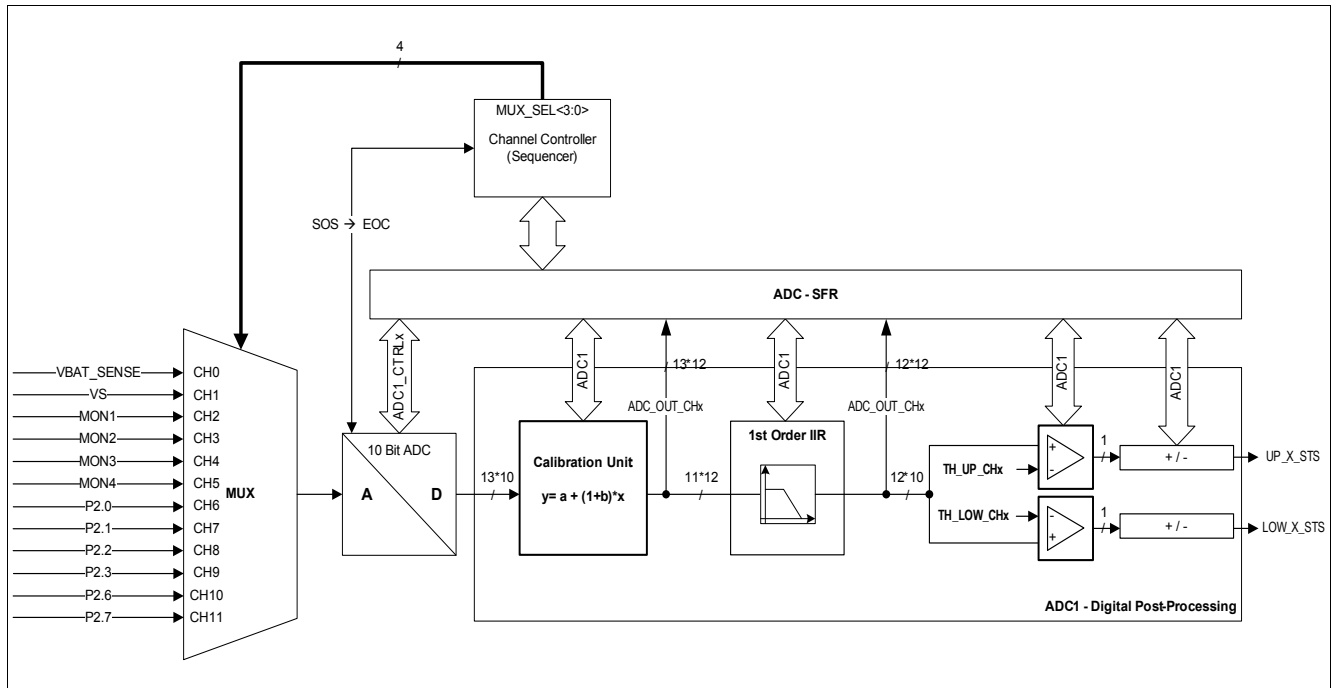 4
MUX_SEL<3:0>
Channel Controller
(Sequencer)
SOS → EOC
ADC - SFR
ADC1_CTRLx
ADC1
13*12
ADC_OUT_CHx
ADC1
12*12
ADC_OUT_CHx
ADC1
ADC1
VBAT_SENSE CH0
VS CH1
MON1 CH2
MON2 CH3
MON3 CH4
MON4 CH5
P2.0 CH6
P2.1 CH7
P2.2 CH8
P2.3 CH9
P2.6 CH10
P2.7 CH11
MUX
10 Bit ADC
A
D
13*10
Calibration Unit
y= a + (1+b)*x
11*12
1st Order IIR
12*10
TH_UP_CHx
+
-
1
+ / -
UP_X_STS
TH_LOW_CHx
-
+
1
+ / -
LOW_X_STS
ADC1 - Digital Post-Processing